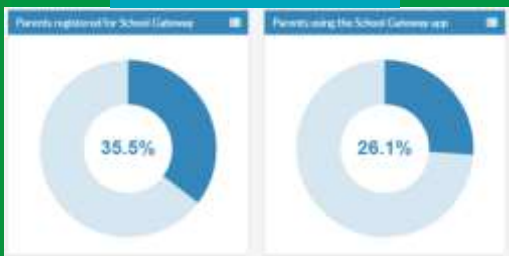 Parents registered for School Gateway
Parents using the School Gateway app
35.5%
26.1%